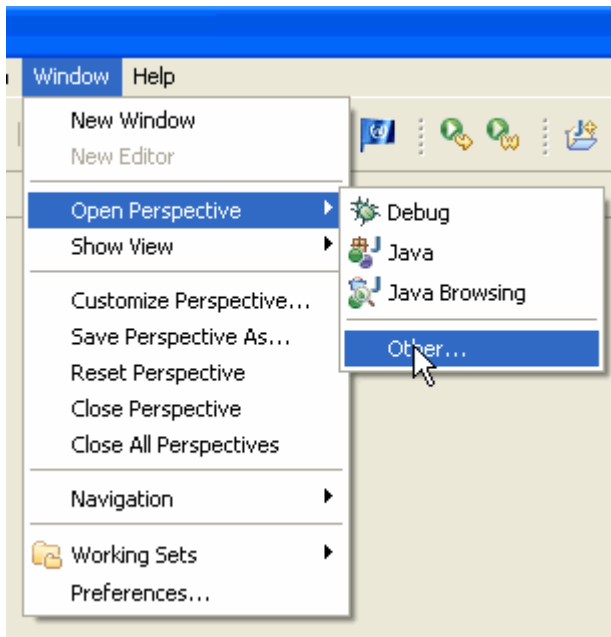 Window Help
New Window
New Editor
Open Perspective
Debug
Java
Java Browsing
Other...
Show View
Customize Perspective...
Save Perspective As...
Reset Perspective
Close Perspective
Close All Perspectives
Navigation
Working Sets
Preferences...